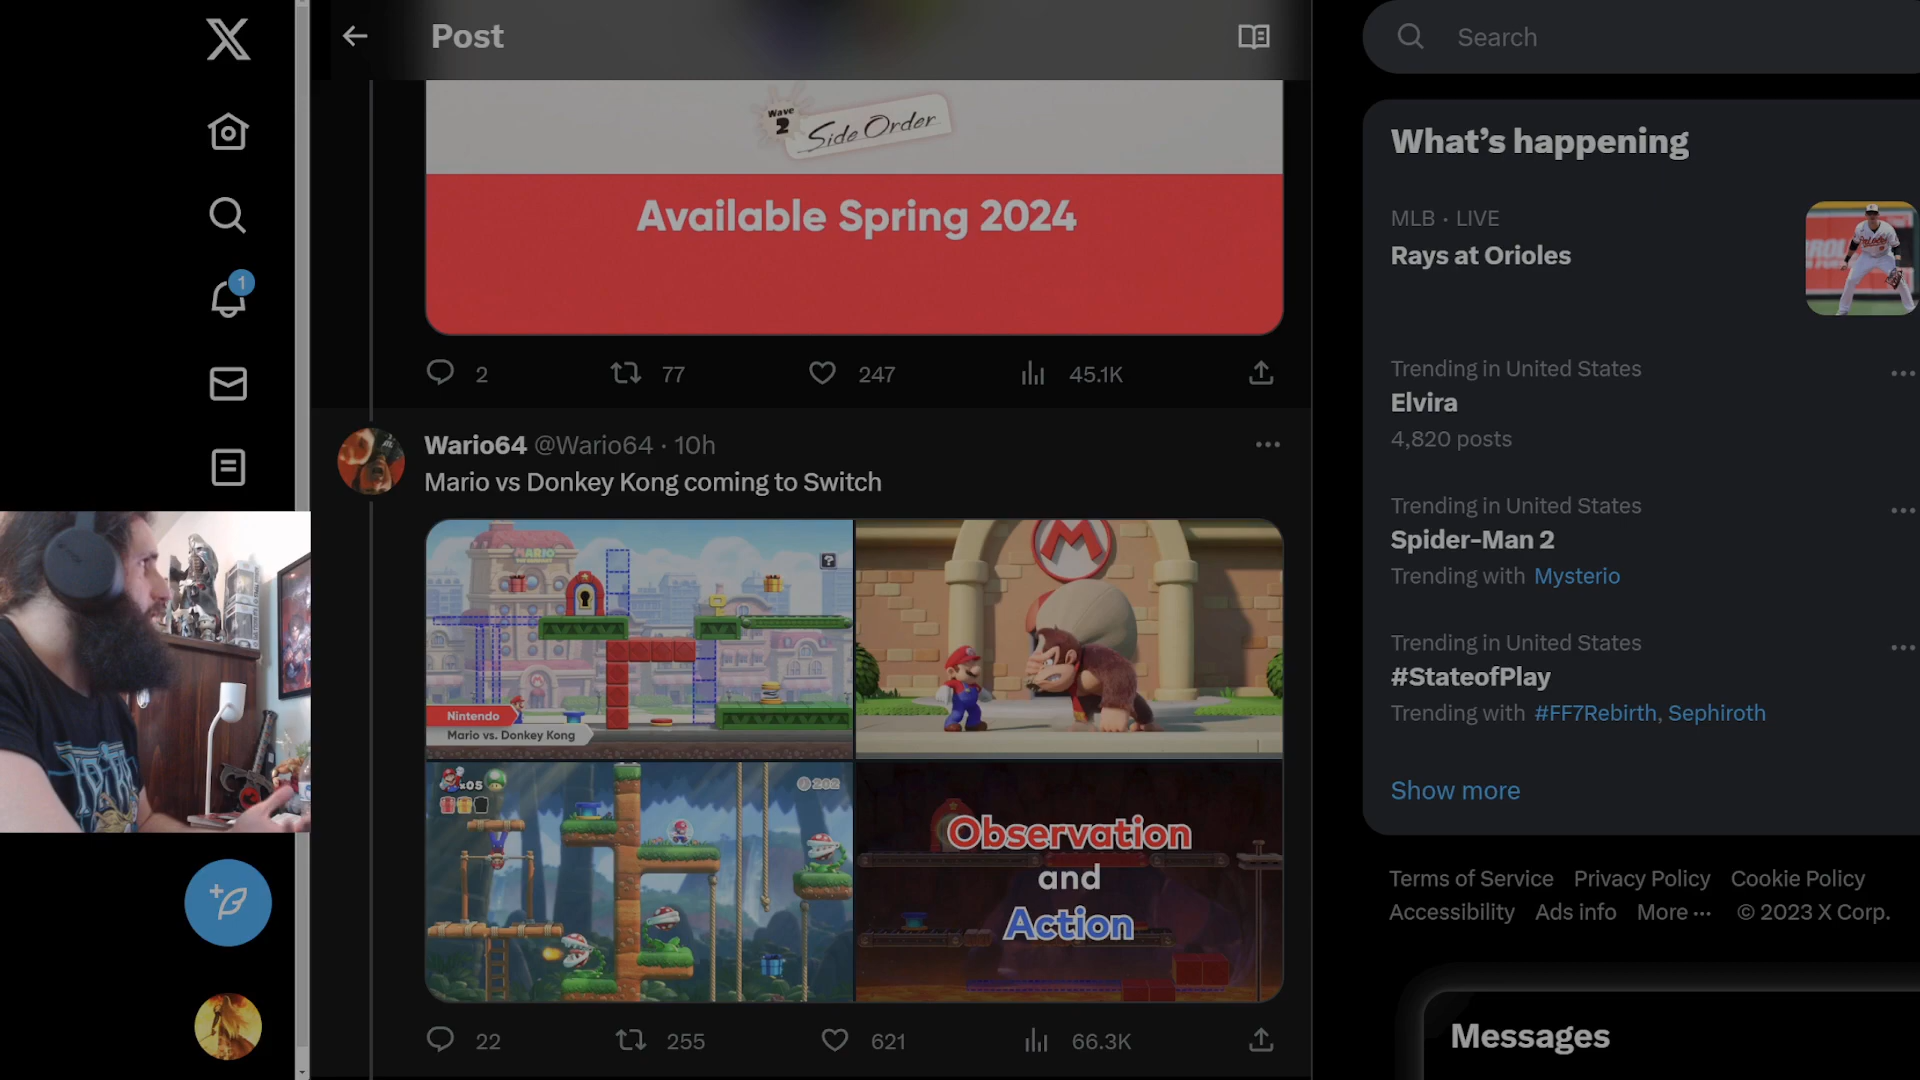 Post
Search
Wave
2
Side Order
Available Spring 2024
2 77 247 45.1K
Wario64 @Wario64 · 10h
Mario vs Donkey Kong coming to Switch
MARIO
Nintendo
Mario vs. Donkey Kong
M
x05
202
Observation
and
Action
22 255 621 66.3K
1
What's happening
MLB · LIVE
Rays at Orioles
Trending in United States
Elvira
4,820 posts
Trending in United States
Spider-Man 2
Trending with Mysterio
Trending in United States
#StateofPlay
Trending with #FF7Rebirth, Sephiroth
Show more
Terms of Service Privacy Policy Cookie Policy
Accessibility Ads info More ··· © 2023 X Corp.
Messages